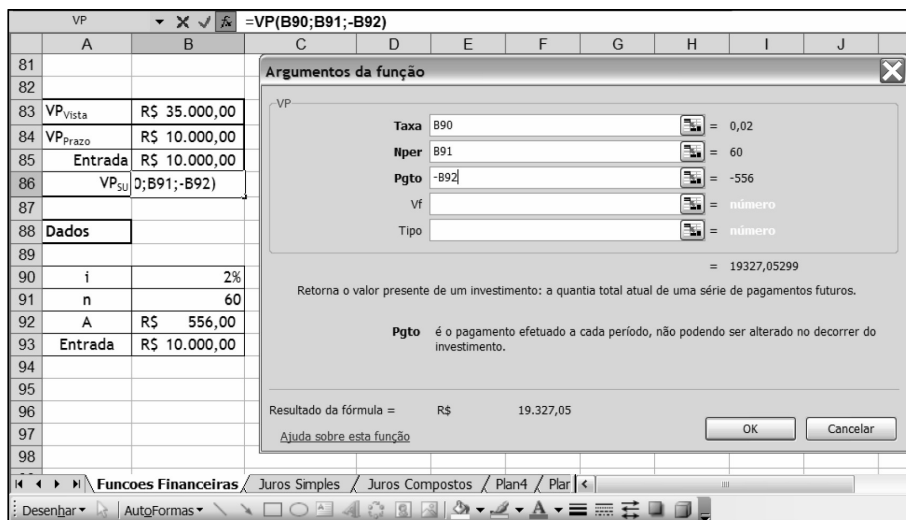 VP =VP(B90;B91;-B92)
A B C D E F G H I J
Argumentos da função
81
82
83 VPVista R$ 35.000,00
84 VPPrazo R$ 10.000,00
85 Entrada R$ 10.000,00
86 VPSU 0;B91;-B92)
87
88 Dados
89
90 i 2%
91 n 60
92 A R$ 556,00
93 Entrada R$ 10.000,00
94
95
96
97
98
VP
Taxa B90 = 0,02
Nper B91 = 60
Pgto -B92 = -556
Vf = número
Tipo = número
= 19327,05299
Retorna o valor presente de um investimento: a quantia total atual de uma série de pagamentos futuros.
Pgto é o pagamento efetuado a cada período, não podendo ser alterado no decorrer do
investimento.
Resultado da fórmula = R$ 19.327,05
Ajuda sobre esta função
OK Cancelar
Funcoes Financeiras Juros Simples Juros Compostos Plan4 Plar
Desenhar AutoFormas